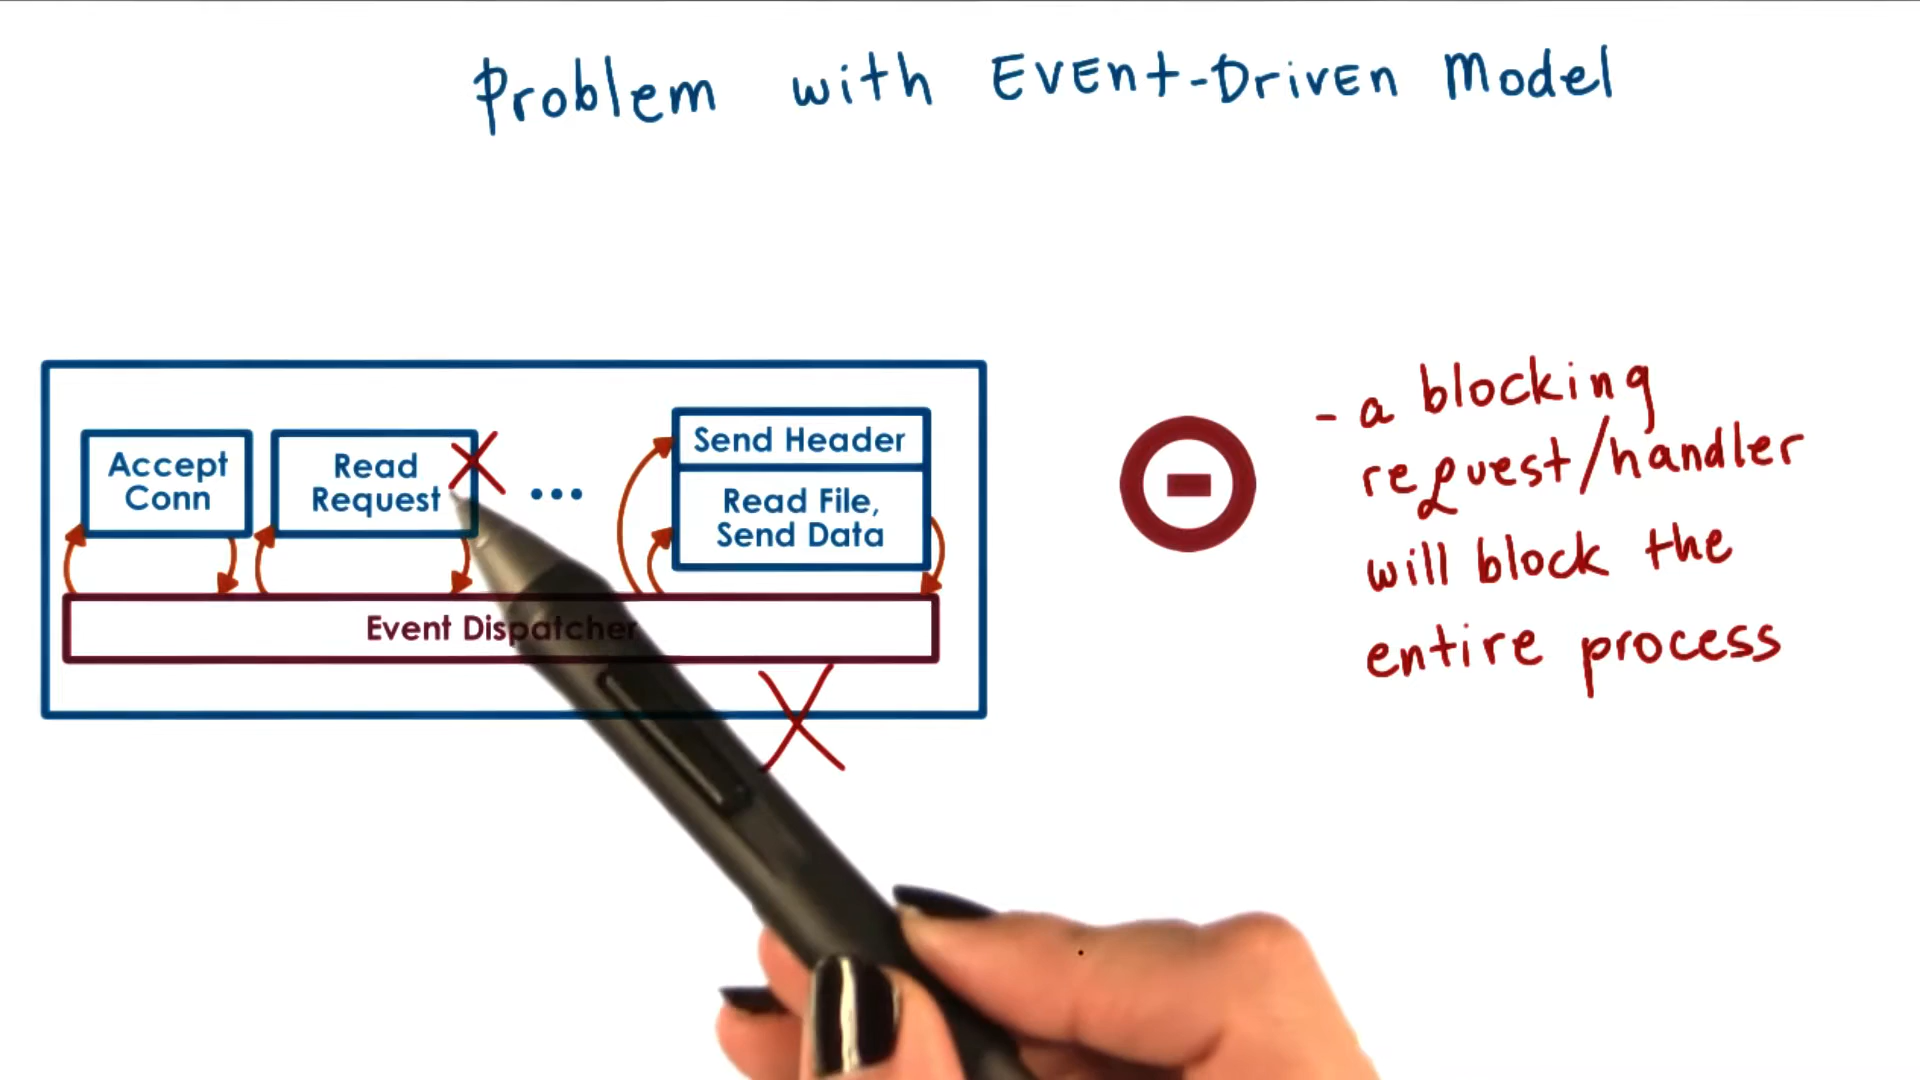 Problem with Event-Driven Model
Accept
Conn
Read
Request
...
Send Header
Read File,
Send Data
Event Dispatcher
- a blocking
request/handler
will block the
entire process